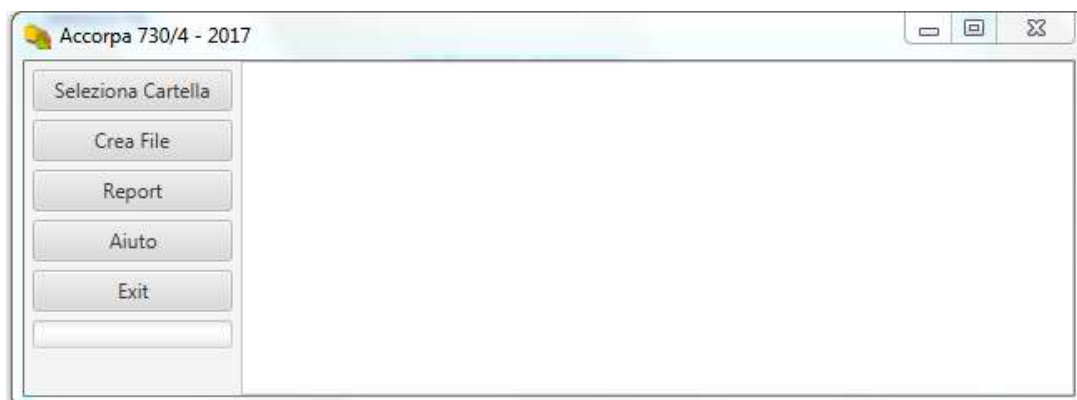 Accorpa 730/4 - 2017
Seleziona Cartella
Crea File
Report
Aiuto
Exit